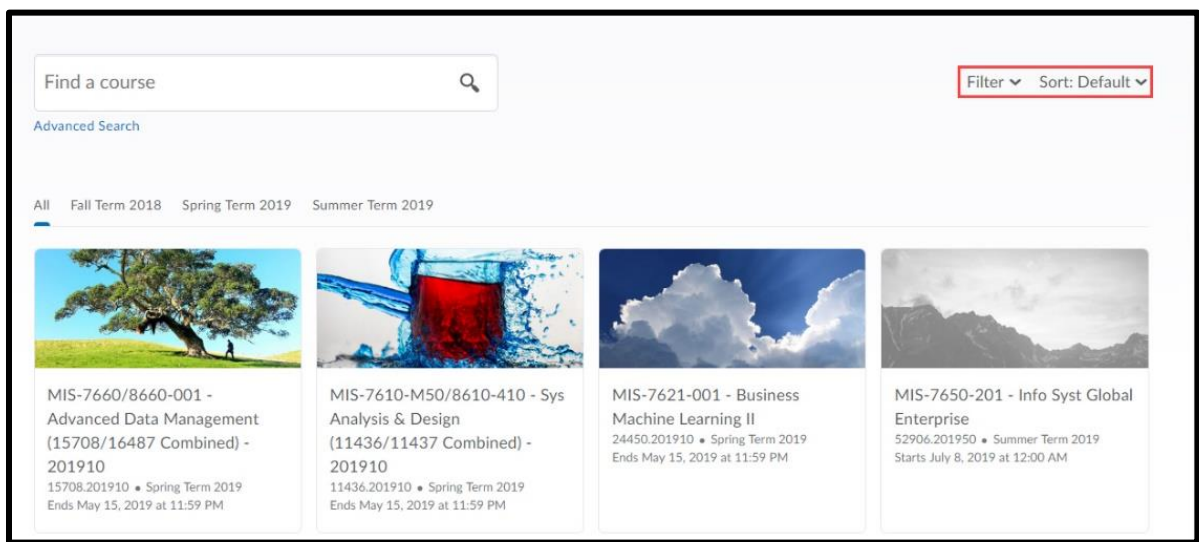 Find a course
Filter Sort: Default
Advanced Search
All Fall Term 2018 Spring Term 2019 Summer Term 2019
MIS-7660/8660-001 -
Advanced Data Management
(15708/16487 Combined) -
201910
15708.201910 • Spring Term 2019
Ends May 15, 2019 at 11:59 PM
MIS-7610-M50/8610-410 - Sys
Analysis & Design
(11436/11437 Combined) -
201910
11436.201910 • Spring Term 2019
Ends May 15, 2019 at 11:59 PM
MIS-7621-001 - Business
Machine Learning II
24450.201910 • Spring Term 2019
Ends May 15, 2019 at 11:59 PM
MIS-7650-201 - Info Syst Global
Enterprise
52906.201950 • Summer Term 2019
Starts July 8, 2019 at 12:00 AM